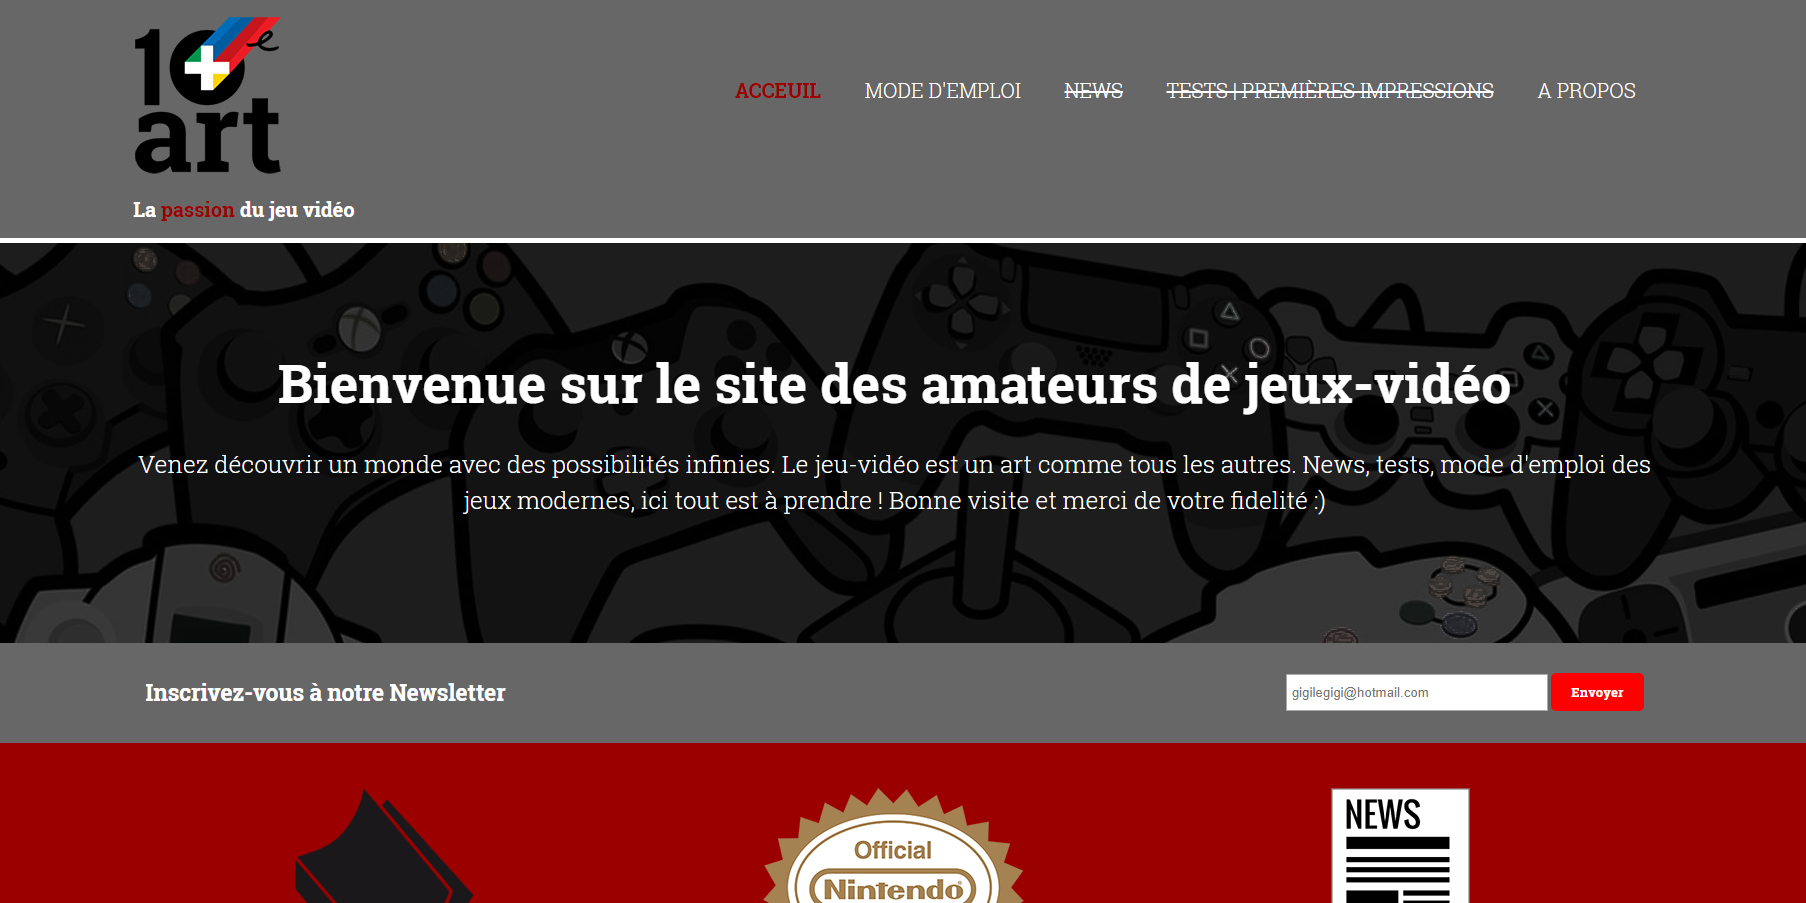 10e
art
La passion du jeu vidéo
ACCEUIL MODE D'EMPLOI NEWS TESTS | PREMIÈRES IMPRESSIONS A PROPOS
Bienvenue sur le site des amateurs de jeux-vidéo
Venez découvrir un monde avec des possibilités infinies. Le jeu-vidéo est un art comme tous les autres. News, tests, mode d'emploi des
jeux modernes, ici tout est à prendre ! Bonne visite et merci de votre fidelité :)
Inscrivez-vous à notre Newsletter
gigilegigi@hotmail.com Envoyer
Official
Nintendo
NEWS